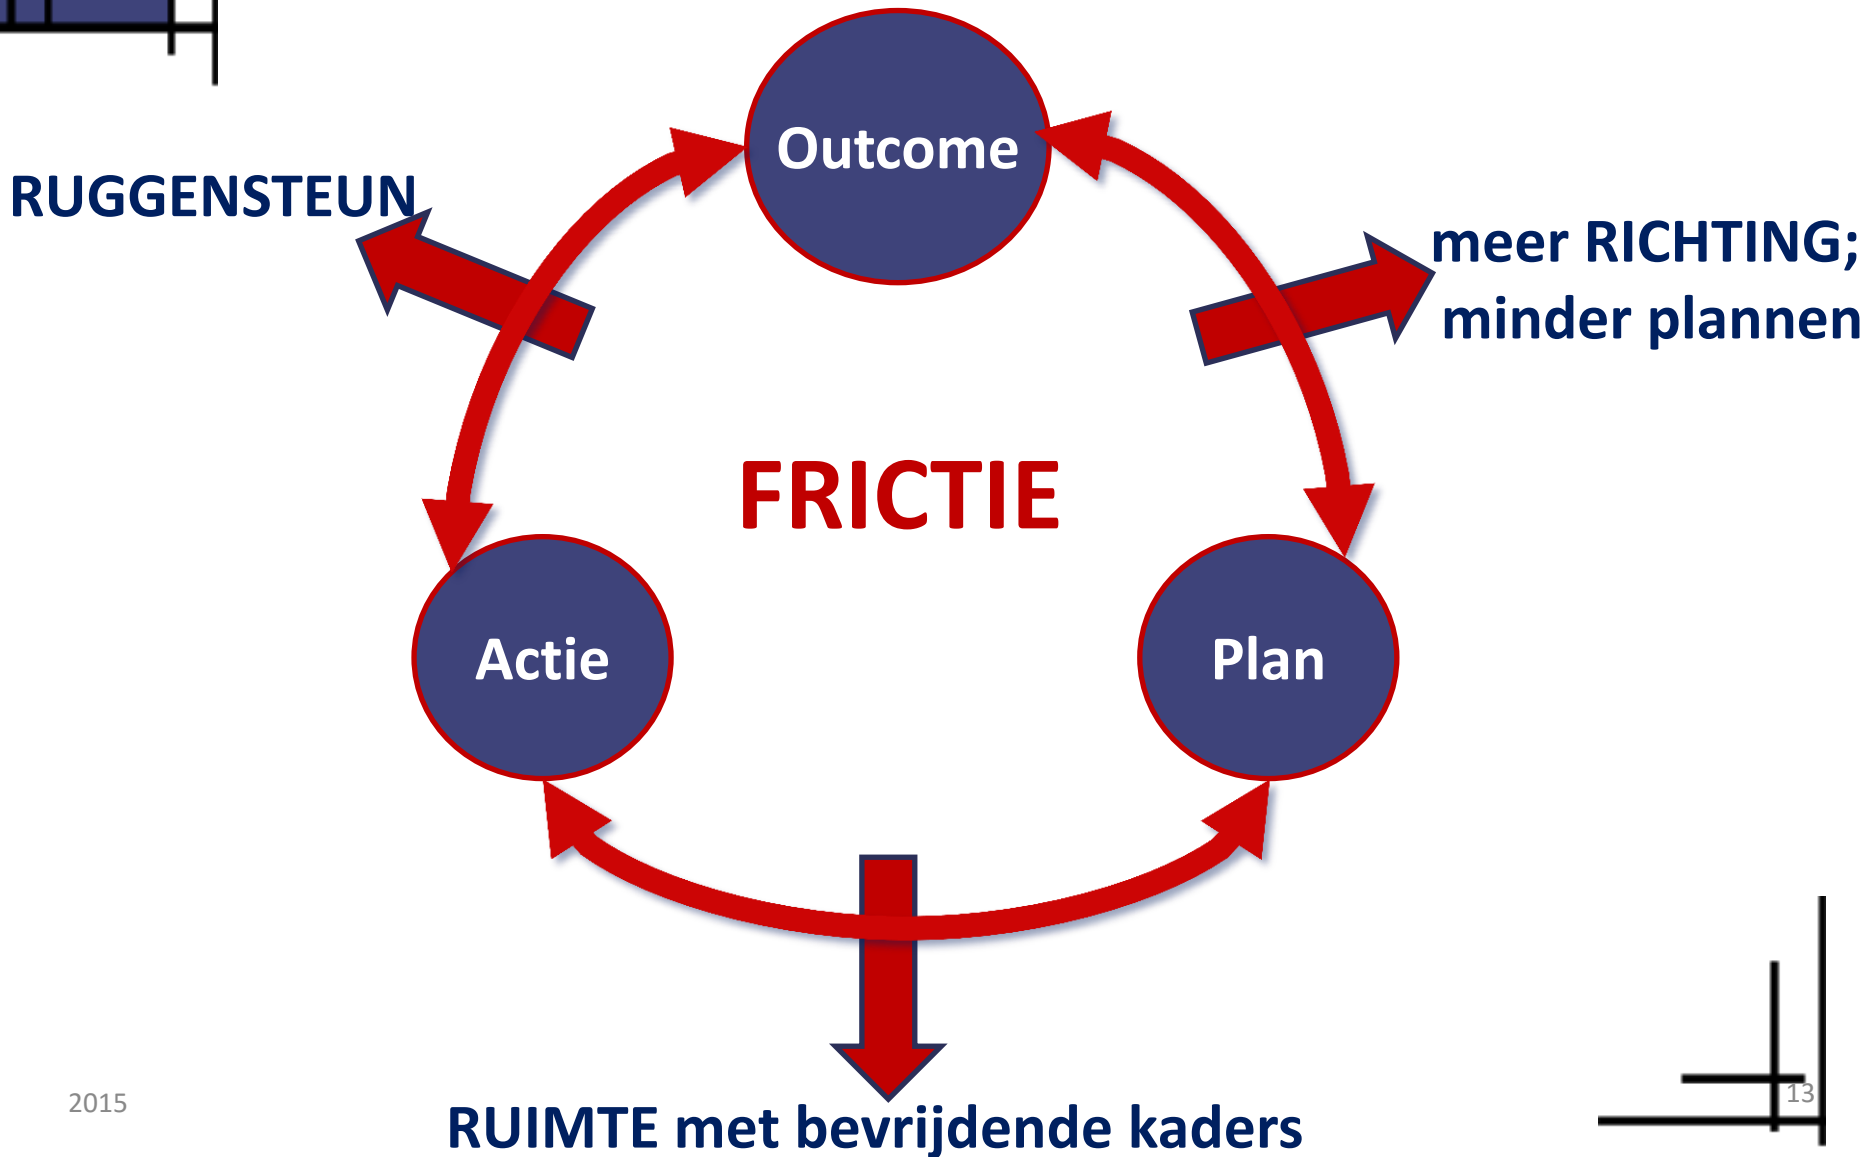 Outcome
RUGGENSTEUN
meer RICHTING;
minder plannen
FRICTIE
Actie
Plan
2015
13
RUIMTE met bevrijdende kaders